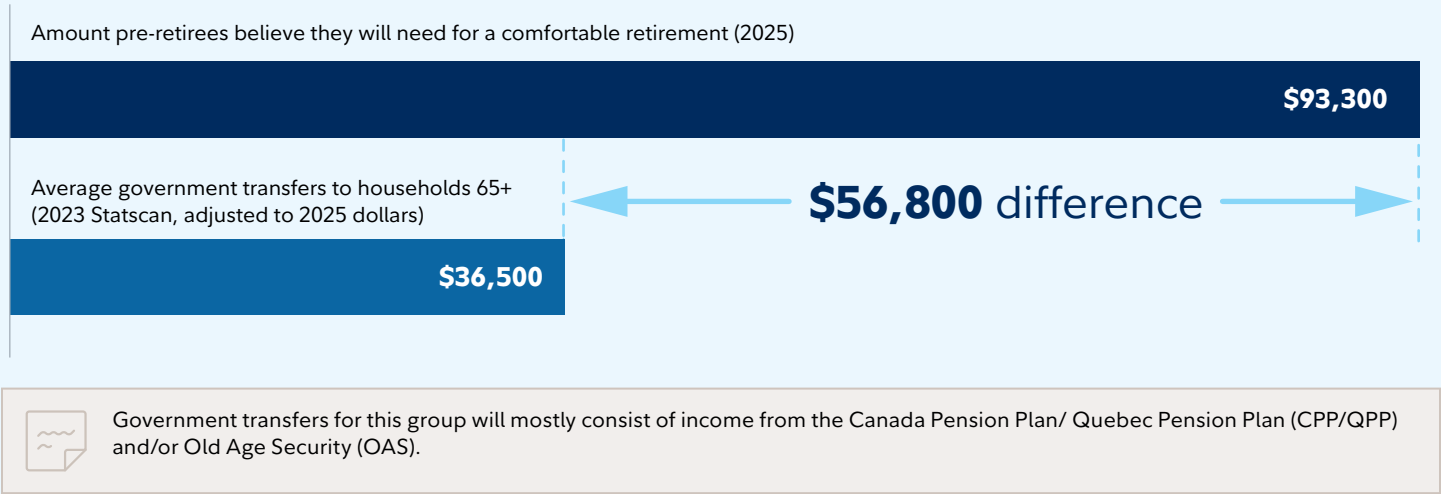 Amount pre-retirees believe they will need for a comfortable retirement (2025)
$93,300
Average government transfers to households 65+
(2023 Statscan, adjusted to 2025 dollars)
$56,800 difference
$36,500
Government transfers for this group will mostly consist of income from the Canada Pension Plan/ Quebec Pension Plan (CPP/QPP)
and/or Old Age Security (OAS).